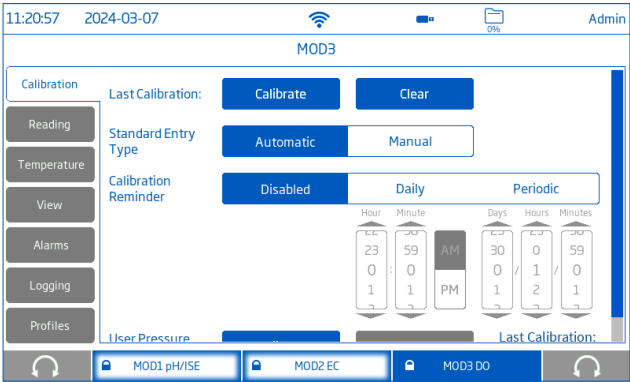 11:20:57 2024-03-07 0% Admin
MOD3
Calibration
Reading
Temperature
View
Alarms
Logging
Profiles
Last Calibration: Calibrate Clear
Standard Entry Type Automatic Manual
Calibration Reminder Disabled Daily Periodic
Hour Minute Days Hours Minutes
23 59 AM 30 0 59
0 : 0 0 / 1 / 0
1 1 PM 1 2 1
User Pressure Last Calibration:
MOD1 pH/ISE MOD2 EC MOD3 DO